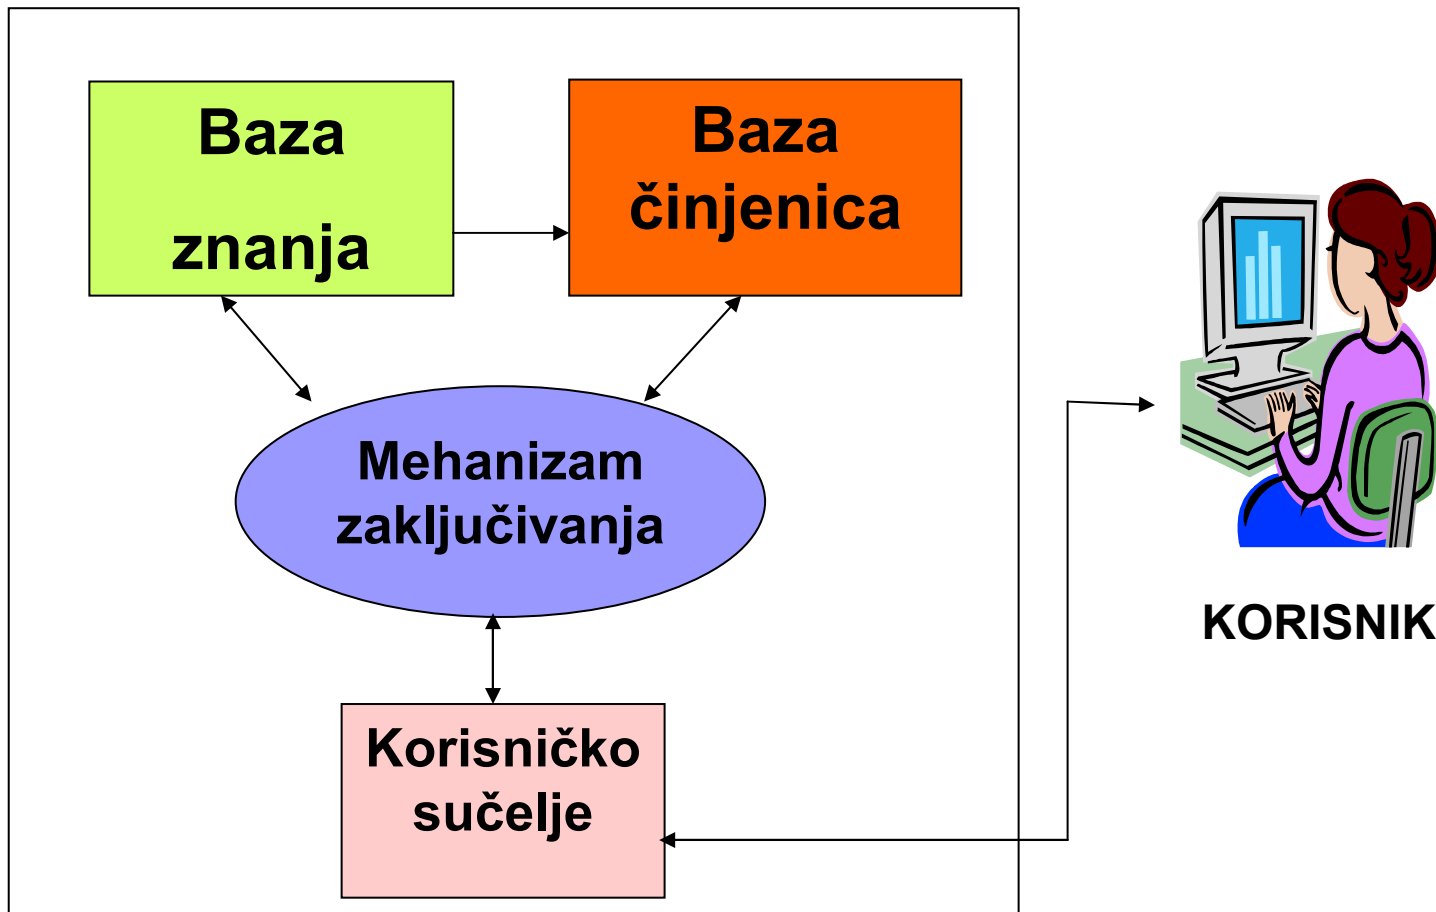 Baza
znanja
Baza
činjenica
Mehanizam
zaključivanja
Korisničko
sučelje
KORISNIK